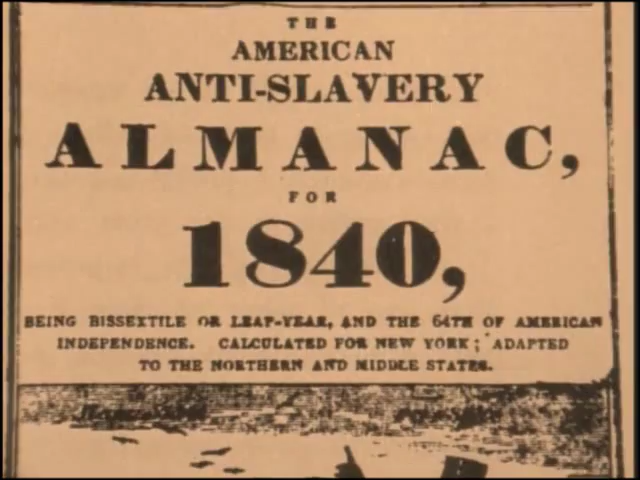 THE
AMERICAN
ANTI-SLAVERY
ALMANAC,
FOR
1840,
BEING BISSEXTILE OR LEAP-YEAR, AND THE 64TH OF AMERICAN
INDEPENDENCE. CALCULATED FOR NEW YORK; ADAPTED
TO THE NORTHERN AND MIDDLE STATES.